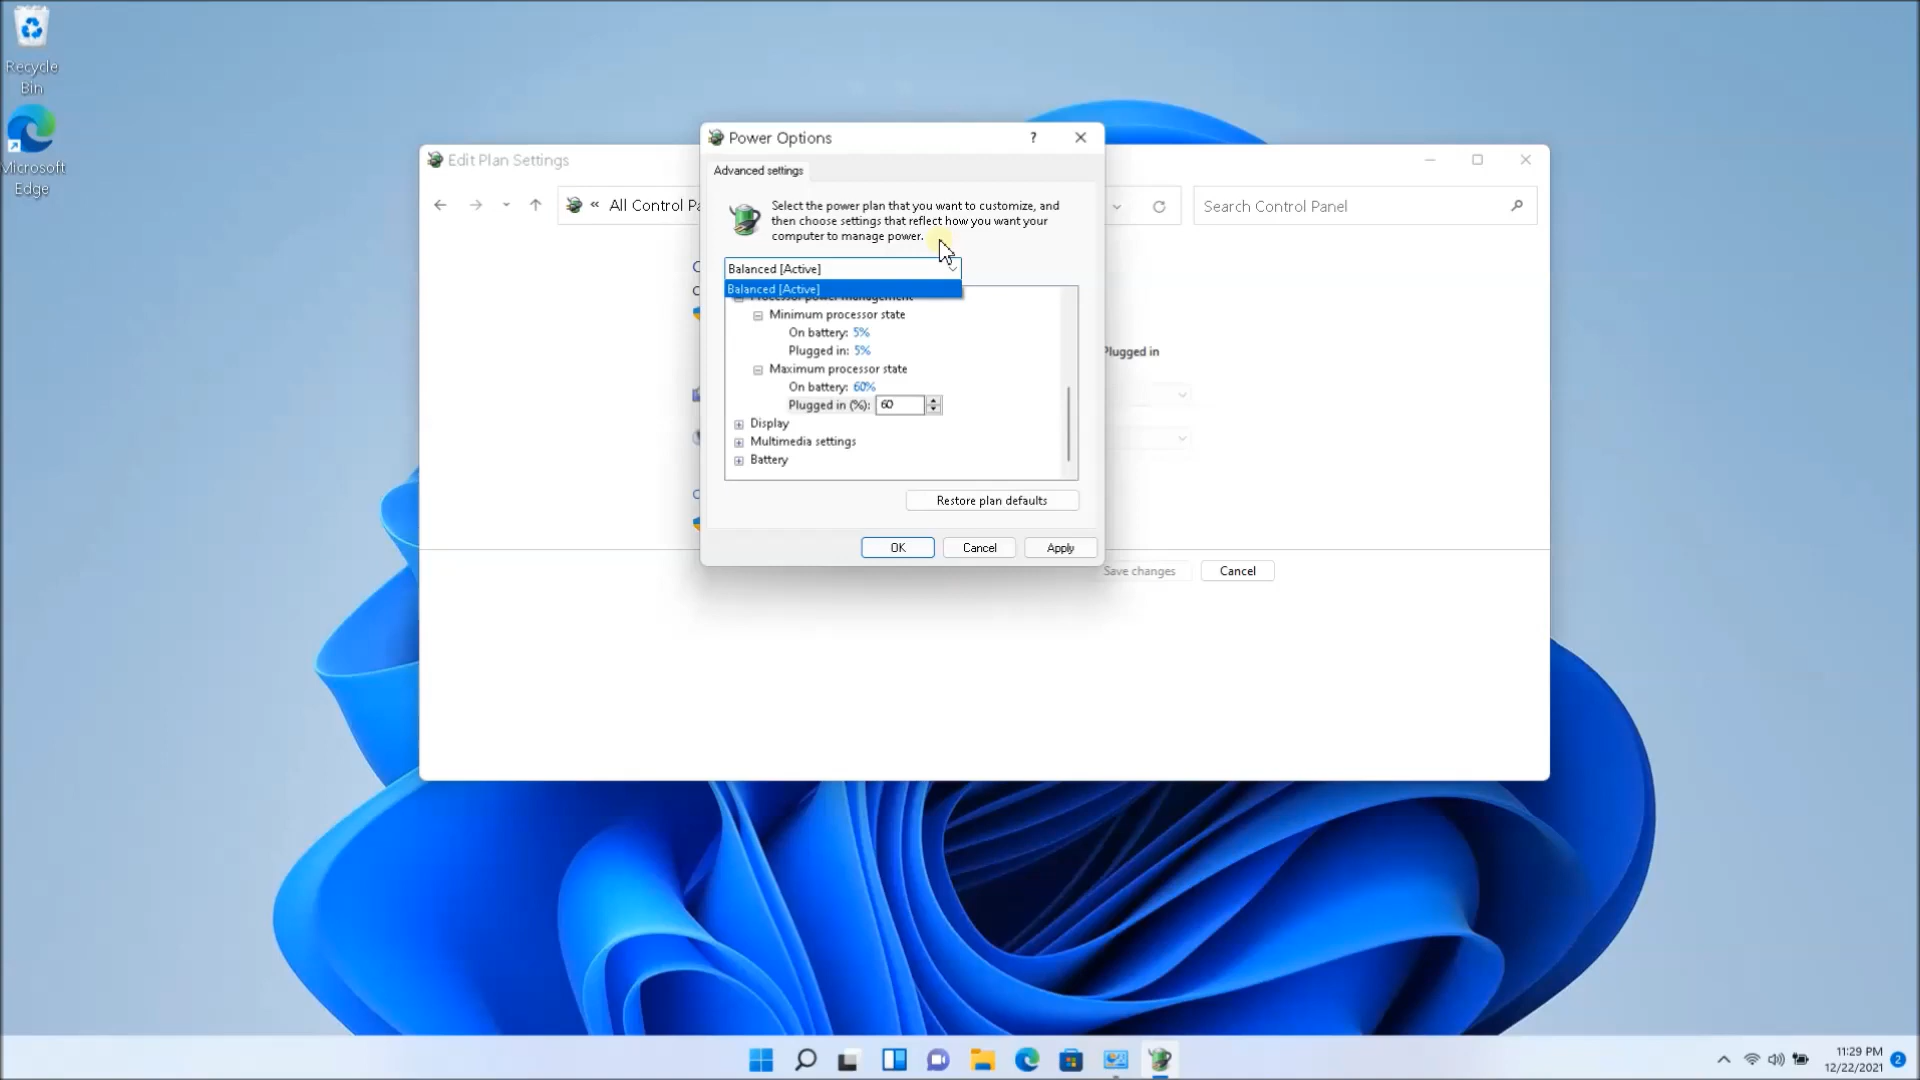 Recycle
Bin
Microsoft
Edge
Edit Plan Settings
« All Control Pa
Search Control Panel
Power Options
?
Advanced settings
Select the power plan that you want to customize, and
then choose settings that reflect how you want your
computer to manage power.
Balanced [Active]
Balanced [Active]
Processor power management
Minimum processor state
On battery: 5%
Plugged in: 5%
Maximum processor state
On battery: 60%
Plugged in (%): 60
Display
Multimedia settings
Battery
Restore plan defaults
OK
Cancel
Apply
Plugged in
Save changes
Cancel
11:29 PM
12/22/2021
2